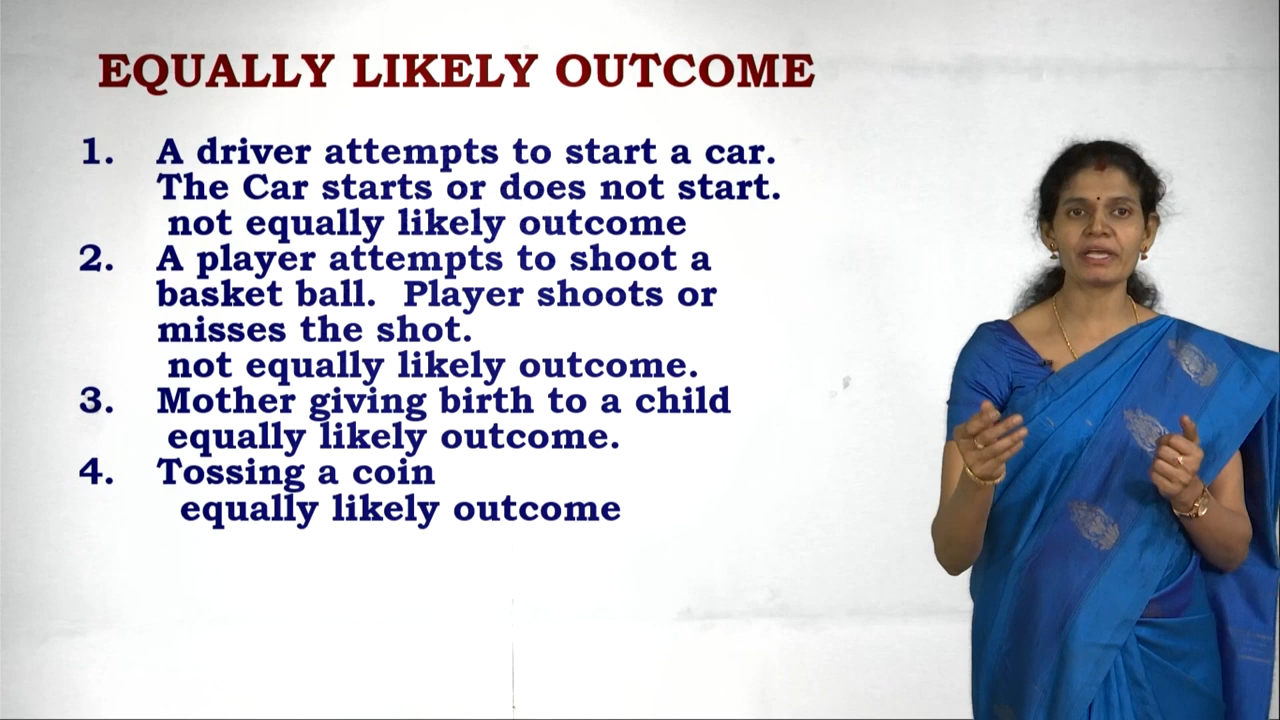 EQUALLY LIKELY OUTCOME
1. A driver attempts to start a car.
The Car starts or does not start.
not equally likely outcome
2. A player attempts to shoot a
basket ball. Player shoots or
misses the shot.
not equally likely outcome.
3. Mother giving birth to a child
equally likely outcome.
4. Tossing a coin
equally likely outcome